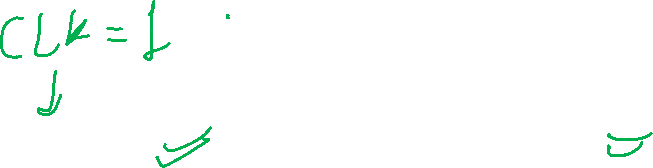 CLK = 1